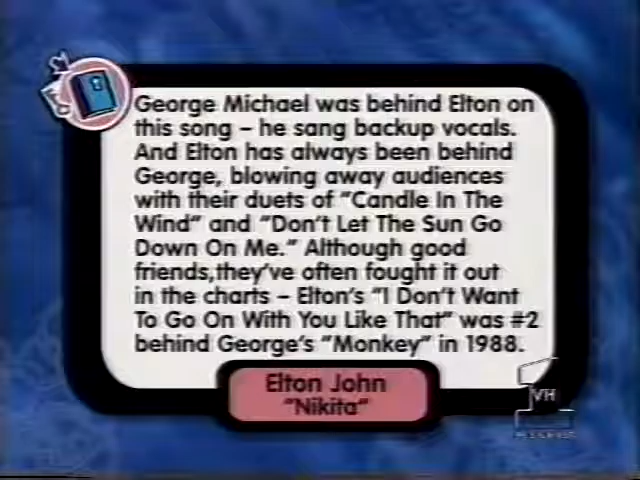 George Michael was behind Elton on
this song – he sang backup vocals.
And Elton has always been behind
George, blowing away audiences
with their duets of "Candle In The
Wind" and "Don't Let The Sun Go
Down On Me." Although good
friends,they've often fought it out
in the charts – Elton's "I Don't Want
To Go On With You Like That" was #2
behind George's "Monkey" in 1988.
Elton John
"Nikita"
VH